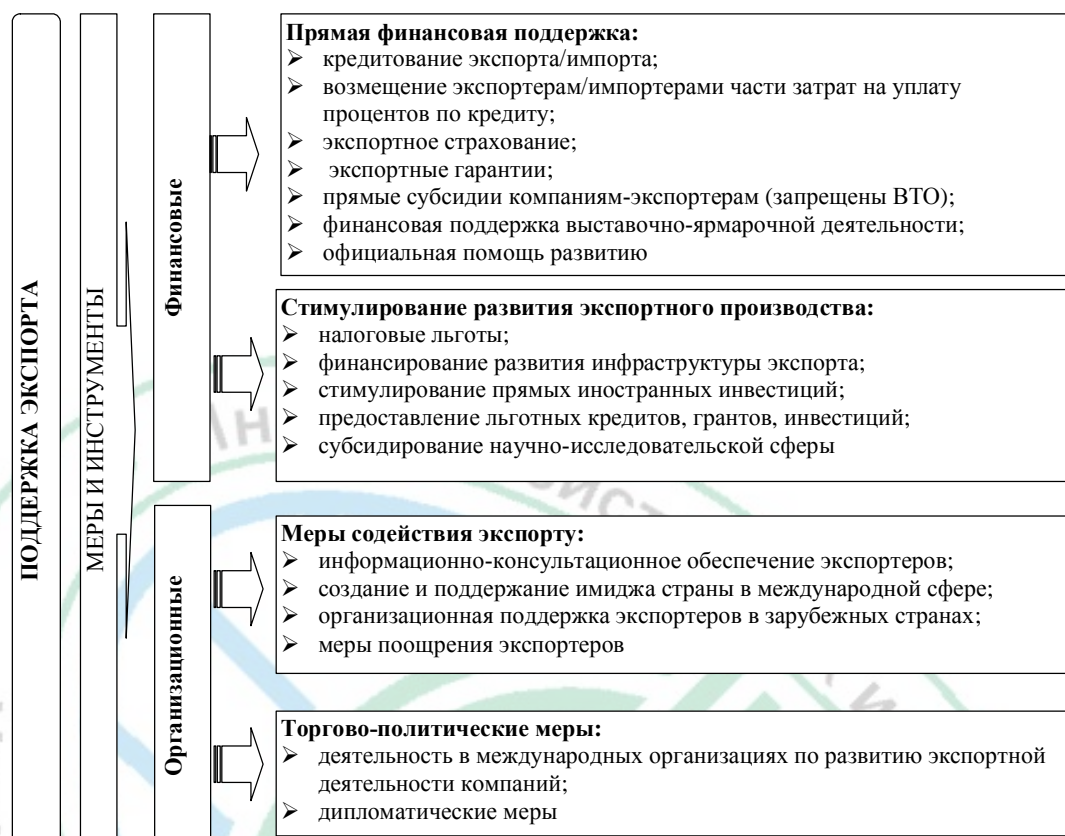 ПОДДЕРЖКА ЭКСПОРТА
МЕРЫ И ИНСТРУМЕНТЫ
Финансовые
Прямая финансовая поддержка:
➢ кредитование экспорта/импорта;
➢ возмещение экспортерам/импортерами части затрат на уплату
процентов по кредиту;
➢ экспортное страхование;
➢ экспортные гарантии;
➢ прямые субсидии компаниям-экспортерам (запрещены ВТО);
➢ финансовая поддержка выставочно-ярмарочной деятельности;
➢ официальная помощь развитию
Стимулирование развития экспортного производства:
➢ налоговые льготы;
➢ финансирование развития инфраструктуры экспорта;
➢ стимулирование прямых иностранных инвестиций;
➢ предоставление льготных кредитов, грантов, инвестиций;
➢ субсидирование научно-исследовательской сферы
Организационные
Меры содействия экспорту:
➢ информационно-консультационное обеспечение экспортеров;
➢ создание и поддержание имиджа страны в международной сфере;
➢ организационная поддержка экспортеров в зарубежных странах;
➢ меры поощрения экспортеров
Торгово-политические меры:
➢ деятельность в международных организациях по развитию экспортной
деятельности компаний;
➢ дипломатические меры